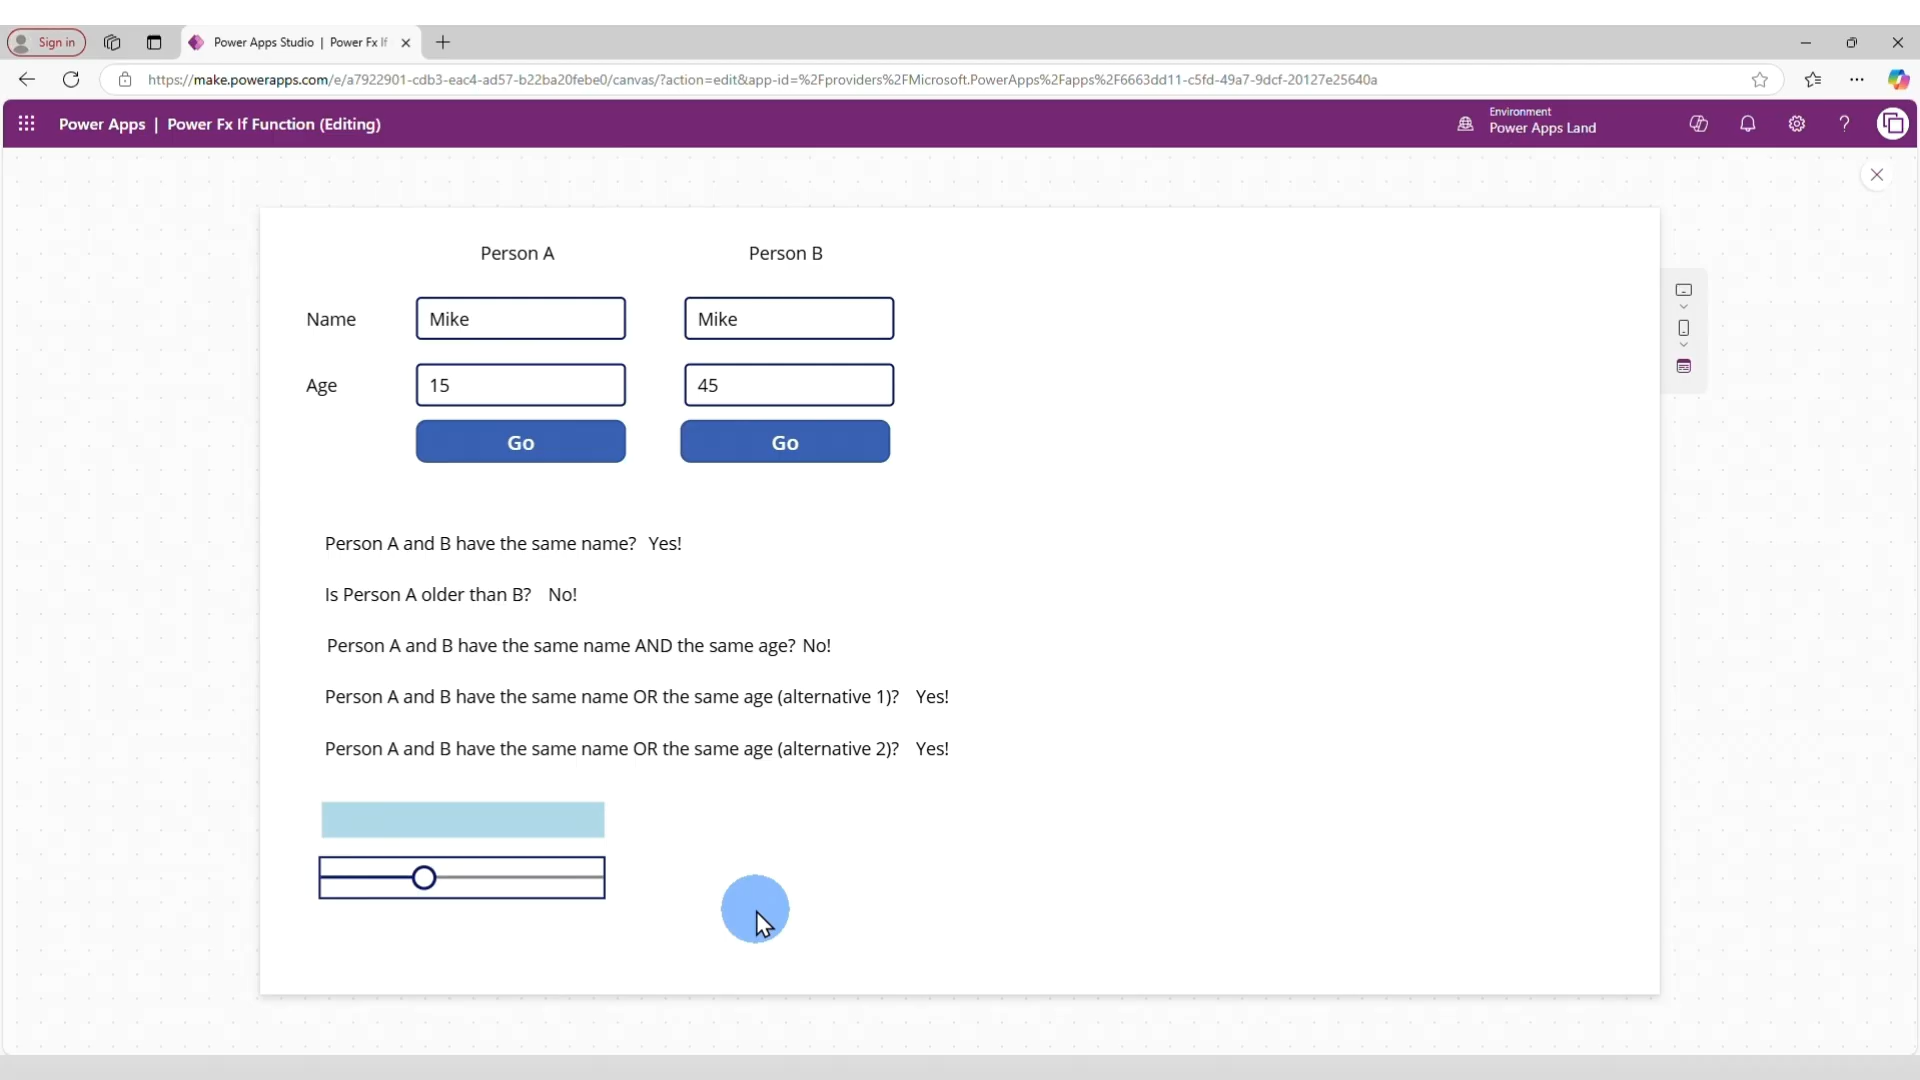 Sign in
Power Apps Studio | Power Fx If
https://make.powerapps.com/e/a7922901-cdb3-eac4-ad57-b22ba20febe0/canvas/?action=edit&app-id=%2Fproviders%2FMicrosoft.PowerApps%2Fapps%2F6663dd11-c5fd-49a7-9dcf-20127e25640a
Power Apps | Power Fx If Function (Editing)
Environment
Power Apps Land
Person A Person B
Name Mike Mike
Age 15 45
Go Go
Person A and B have the same name? Yes!
Is Person A older than B? No!
Person A and B have the same name AND the same age? No!
Person A and B have the same name OR the same age (alternative 1)? Yes!
Person A and B have the same name OR the same age (alternative 2)? Yes!